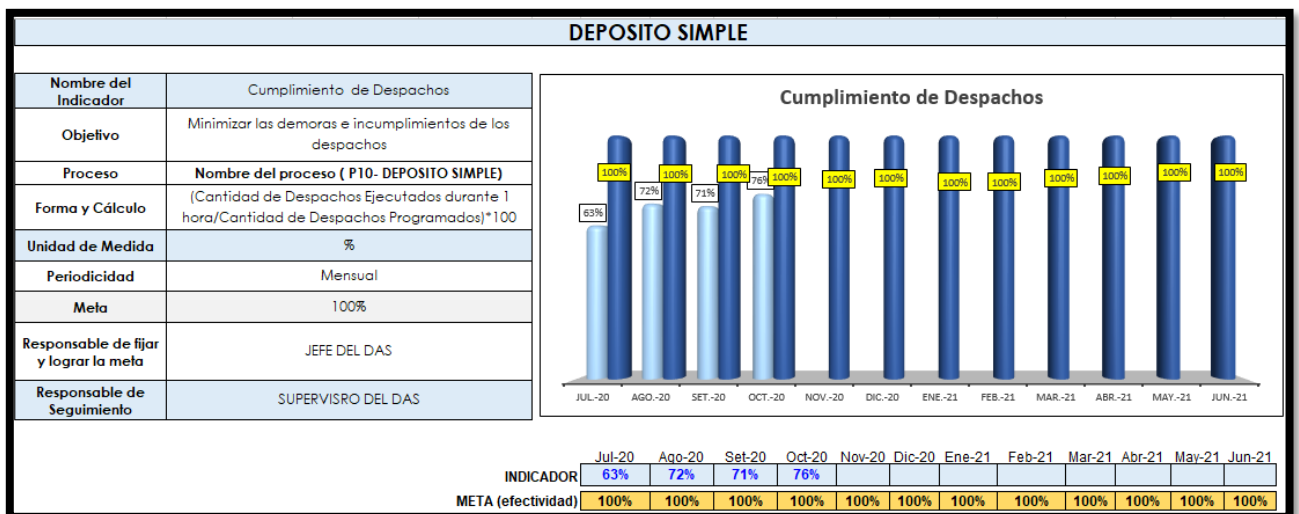 DEPOSITO SIMPLE
Nombre del
Indicador
Cumplimiento de Despachos
Objetivo
Minimizar las demoras e incumplimientos de los
despachos
Proceso
Nombre del proceso ( P10- DEPOSITO SIMPLE)
Forma y Cálculo
(Cantidad de Despachos Ejecutados durante 1
hora/Cantidad de Despachos Programados)*100
Unidad de Medida
%
Periodicidad
Mensual
Meta
100%
Responsable de fijar
y lograr la meta
JEFE DEL DAS
Responsable de
Seguimiento
SUPERVISRO DEL DAS
Cumplimiento de Despachos
63% 100% 72% 100% 71% 100% 76% 100% 100% 100% 100% 100% 100% 100% 100% 100%
JUL.-20 AGO.-20 SET.-20 OCT.-20 NOV.-20 DIC.-20 ENE.-21 FEB.-21 MAR.-21 ABR.-21 MAY.-21 JUN.-21
Jul-20 Ago-20 Set-20 Oct-20 Nov-20 Dic-20 Ene-21 Feb-21 Mar-21 Abr-21 May-21 Jun-21
INDICADOR 63% 72% 71% 76%
META (efectividad) 100% 100% 100% 100% 100% 100% 100% 100% 100% 100% 100% 100%